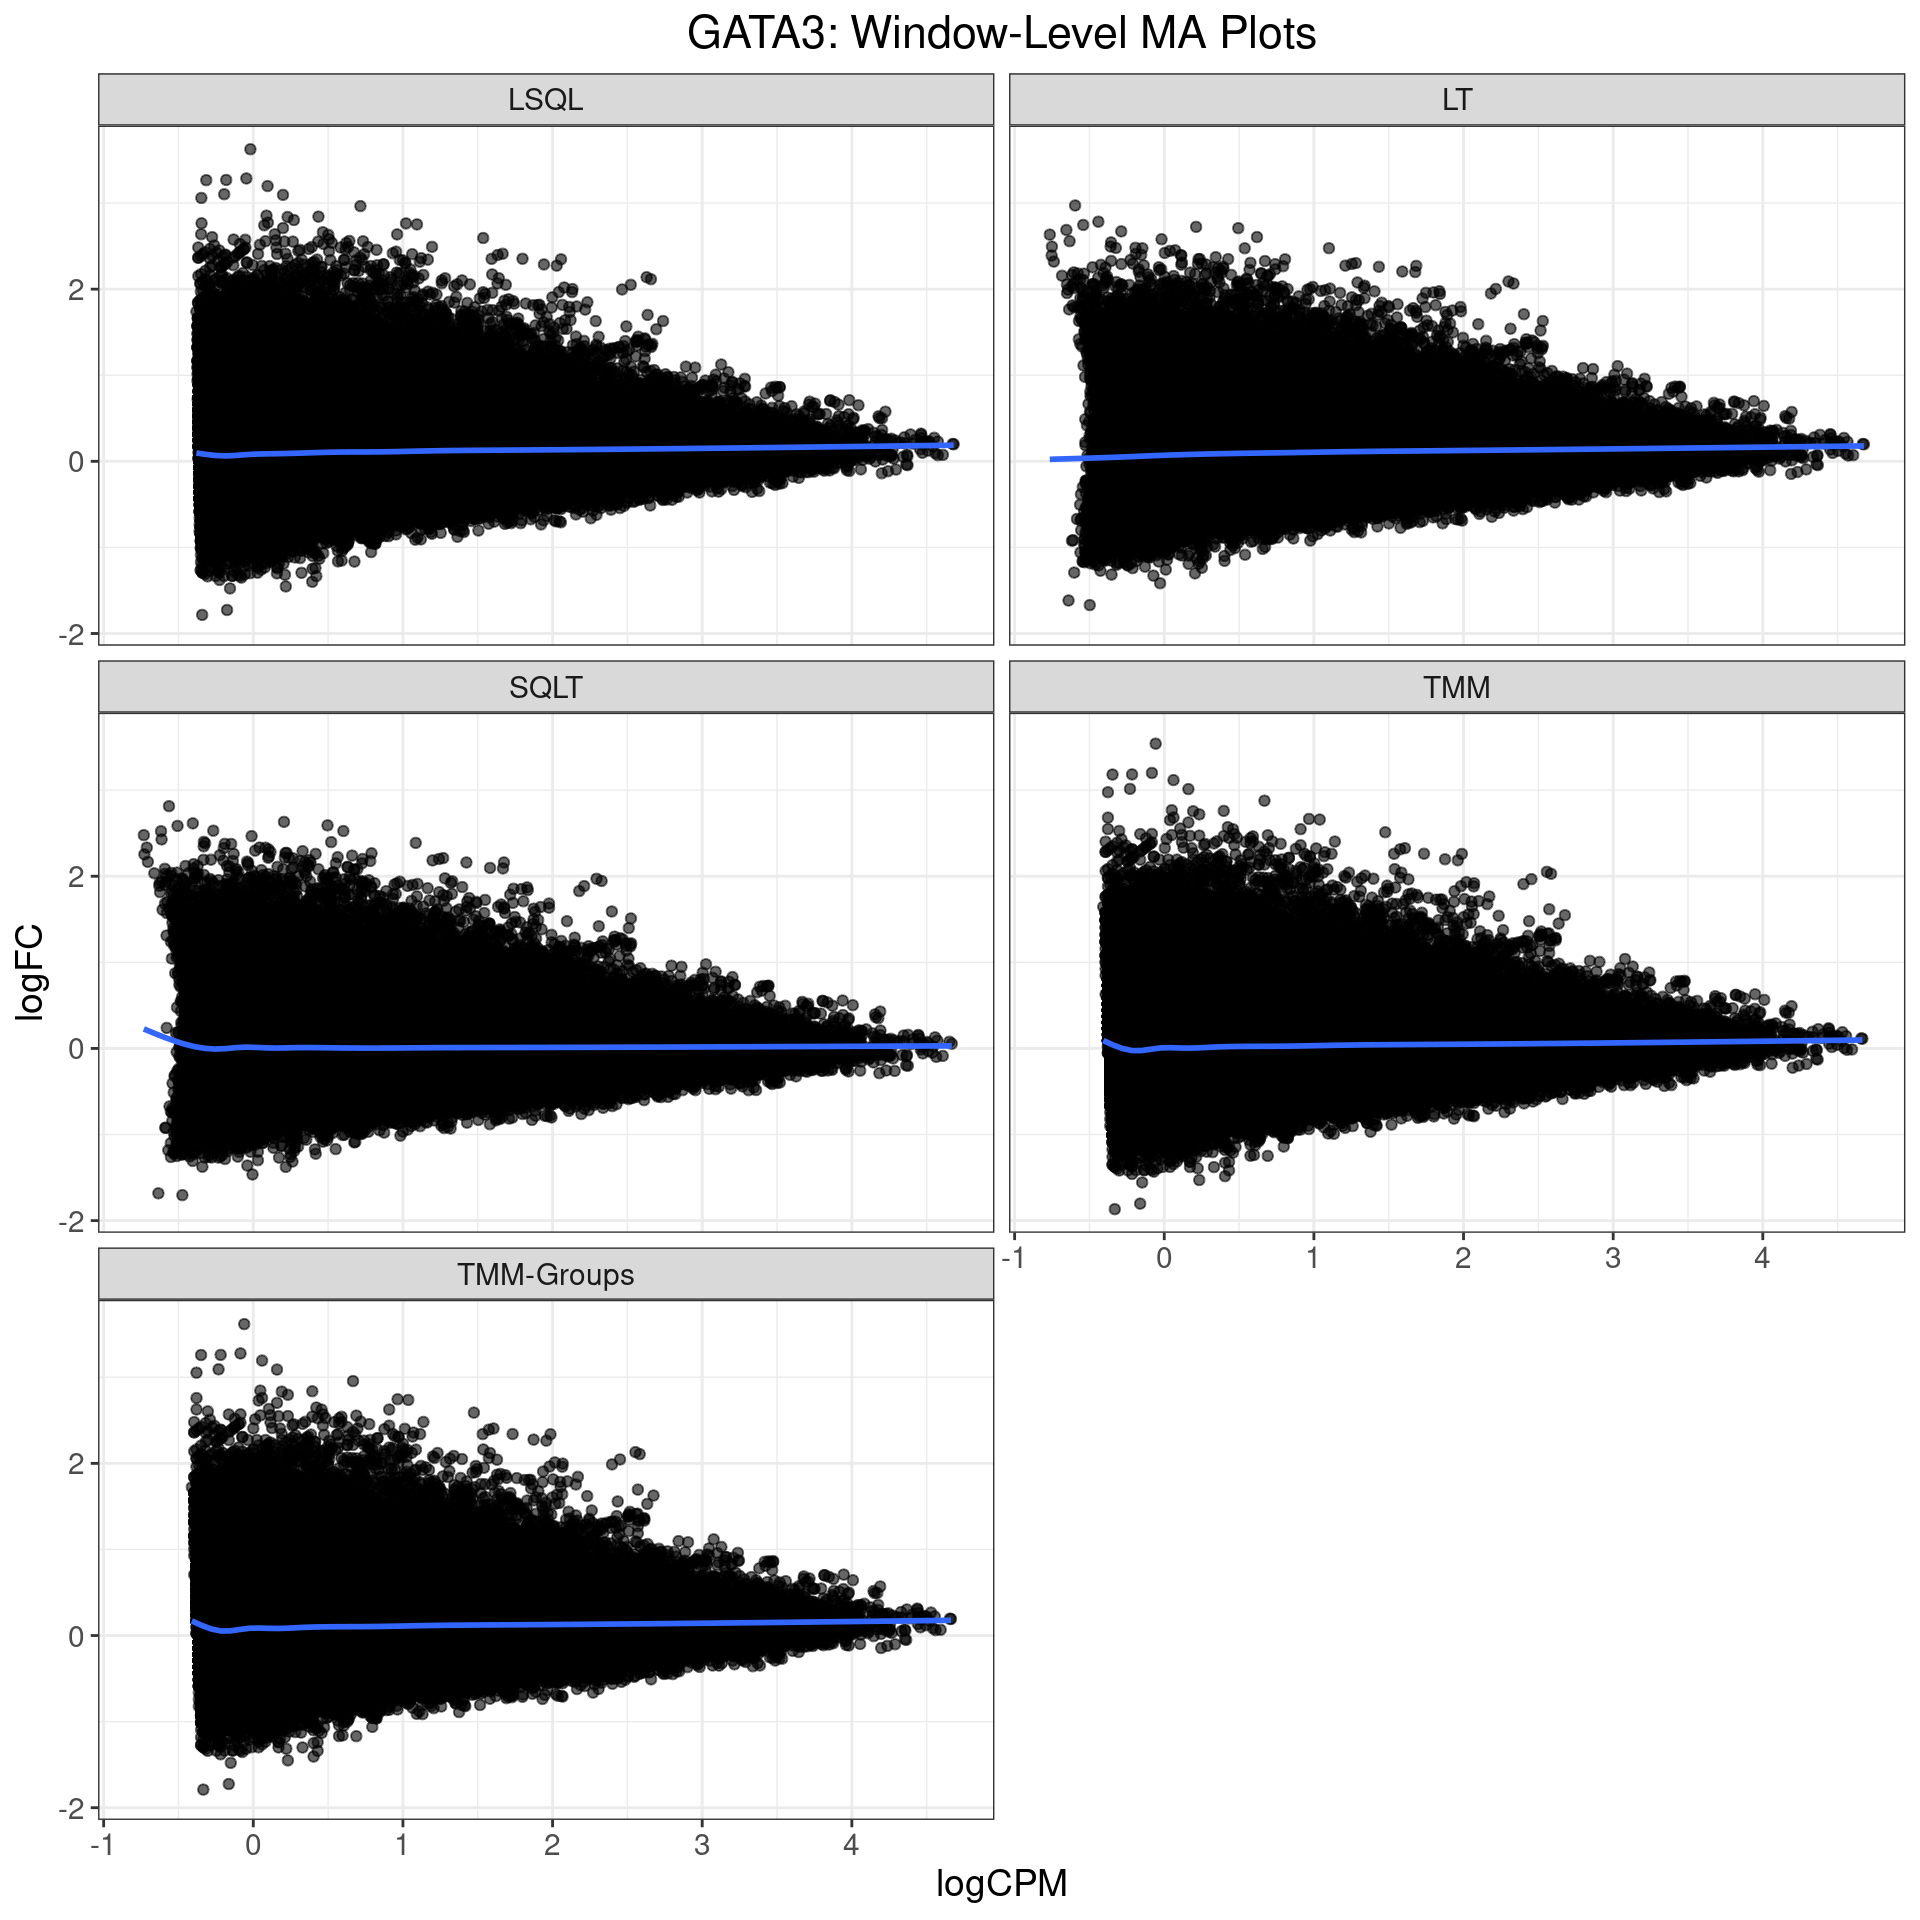 GATA3: Window-Level MA Plots
LSQL
LT
2
0
-2
SQLT
TMM
logFC
2
0
-2
-1 0 1 2 3 4
TMM-Groups
2
0
-2
-1 0 1 2 3 4
logCPM